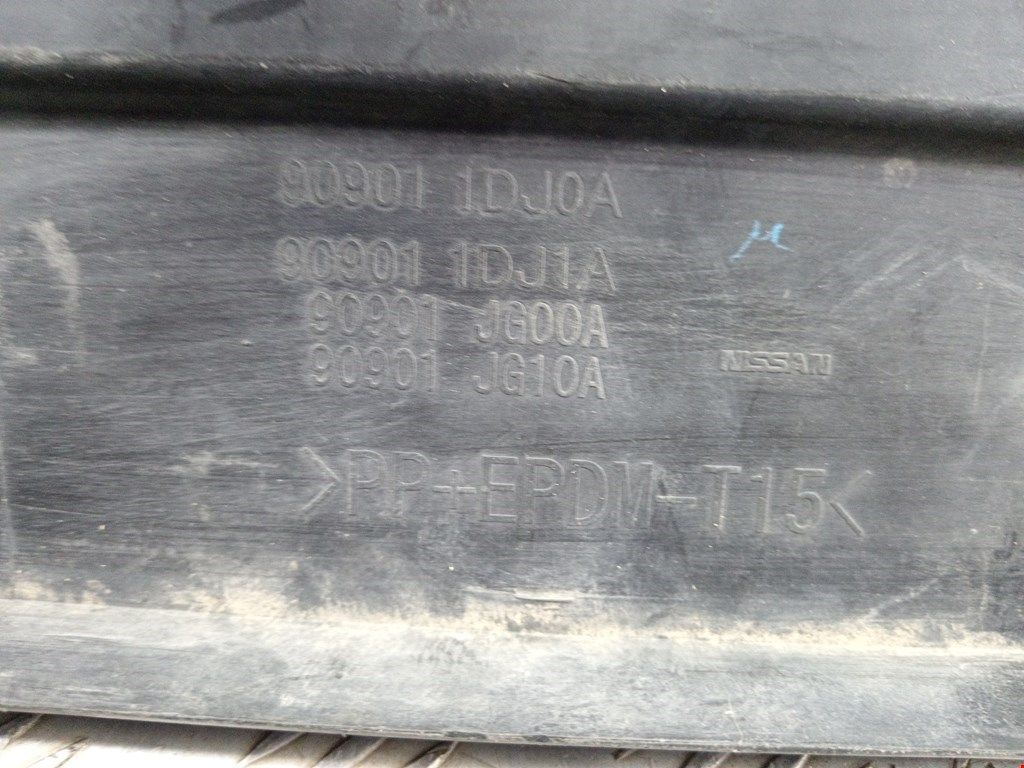 90901 1DJ0A
90901 1DJ1A
90901 JG00A
90901 JG10A
NISSAN
>PP+EPDM-T15<